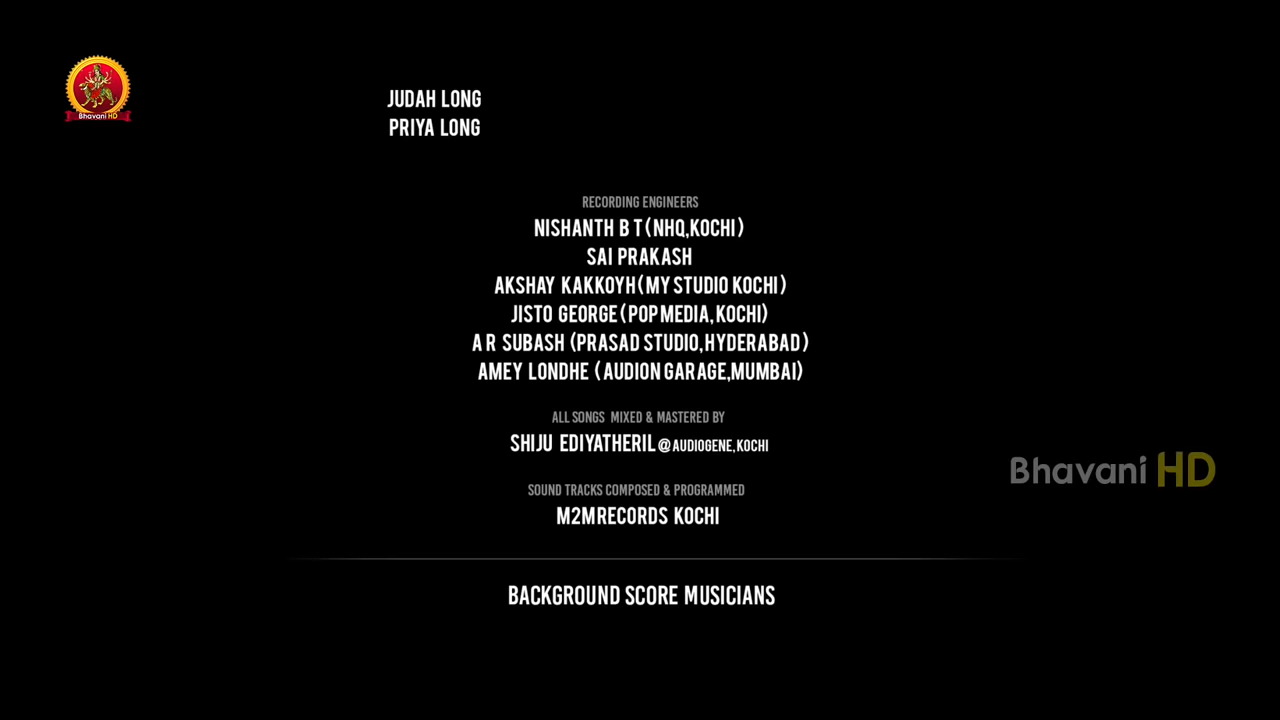 Bhavani HD
JUDAH LONG
PRIYA LONG
RECORDING ENGINEERS
NISHANTH B T (NHQ,KOCHI)
SAI PRAKASH
AKSHAY KAKKOYH (MY STUDIO KOCHI)
JISTO GEORGE (POP MEDIA, KOCHI)
A R SUBASH (PRASAD STUDIO,HYDERABAD)
AMEY LONDHE ( AUDION GARAGE,MUMBAI)
ALL SONGS MIXED & MASTERED BY
SHIJU EDIYATHERIL @ AUDIOGENE, KOCHI
Bhavani HD
SOUND TRACKS COMPOSED & PROGRAMMED
M2MRECORDS KOCHI
BACKGROUND SCORE MUSICIANS